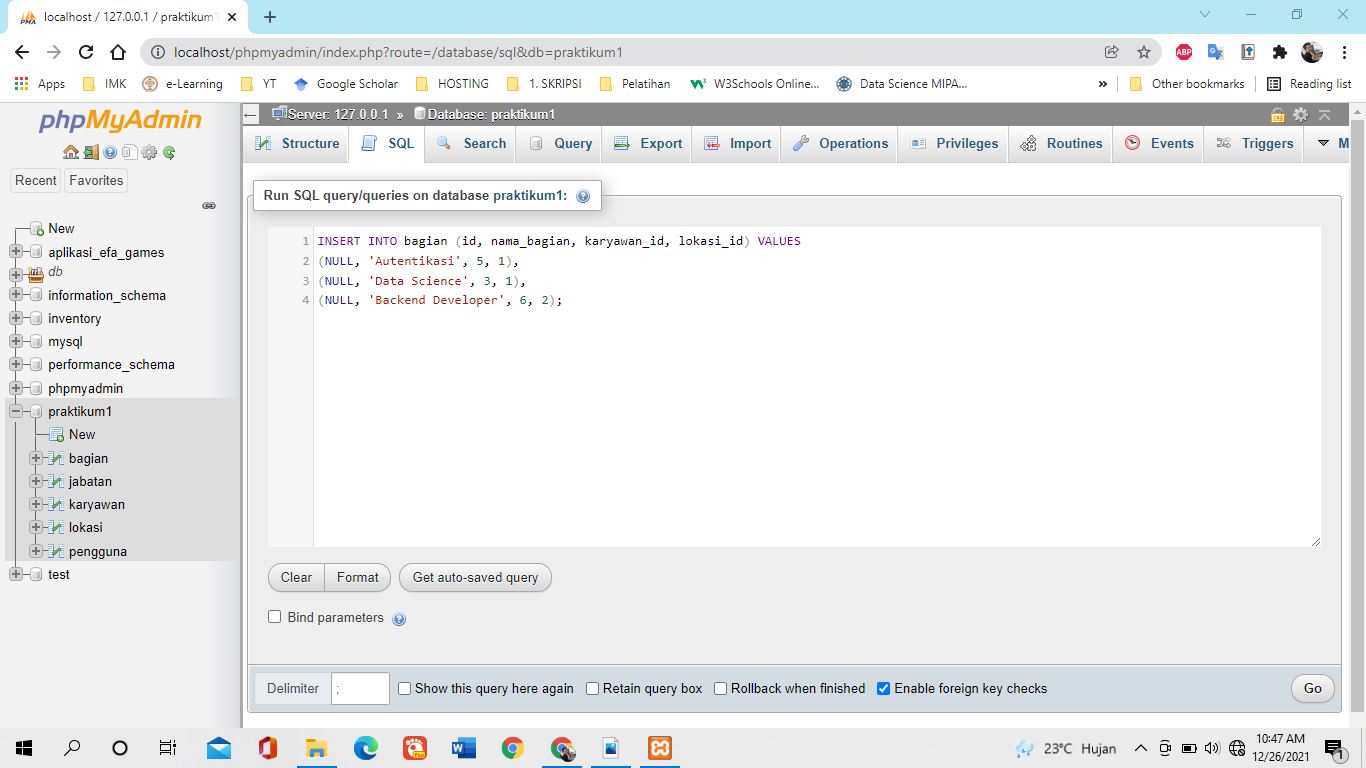 localhost / 127.0.0.1 / praktikum1
localhost/phpmyadmin/index.php?route=/database/sql&db=praktikum1
ABP
Apps IMK e-Learning YT Google Scholar HOSTING 1. SKRIPSI Pelatihan W3Schools Online... Data Science MIPA... » Other bookmarks Reading list
phpMyAdmin
Recent Favorites
New
aplikasi_efa_games
db
information_schema
inventory
mysql
performance_schema
phpmyadmin
praktikum1
New
bagian
jabatan
karyawan
lokasi
pengguna
test
Server: 127.0.0.1 » Database: praktikum1
Structure SQL Search Query Export Import Operations Privileges Routines Events Triggers M
Run SQL query/queries on database praktikum1:
1 INSERT INTO bagian (id, nama_bagian, karyawan_id, lokasi_id) VALUES
2 (NULL, 'Autentikasi', 5, 1),
3 (NULL, 'Data Science', 3, 1),
4 (NULL, 'Backend Developer', 6, 2);
Clear Format Get auto-saved query
Bind parameters
Delimiter ; Show this query here again Retain query box Rollback when finished Enable foreign key checks Go
23°C Hujan
10:47 AM
12/26/2021
1